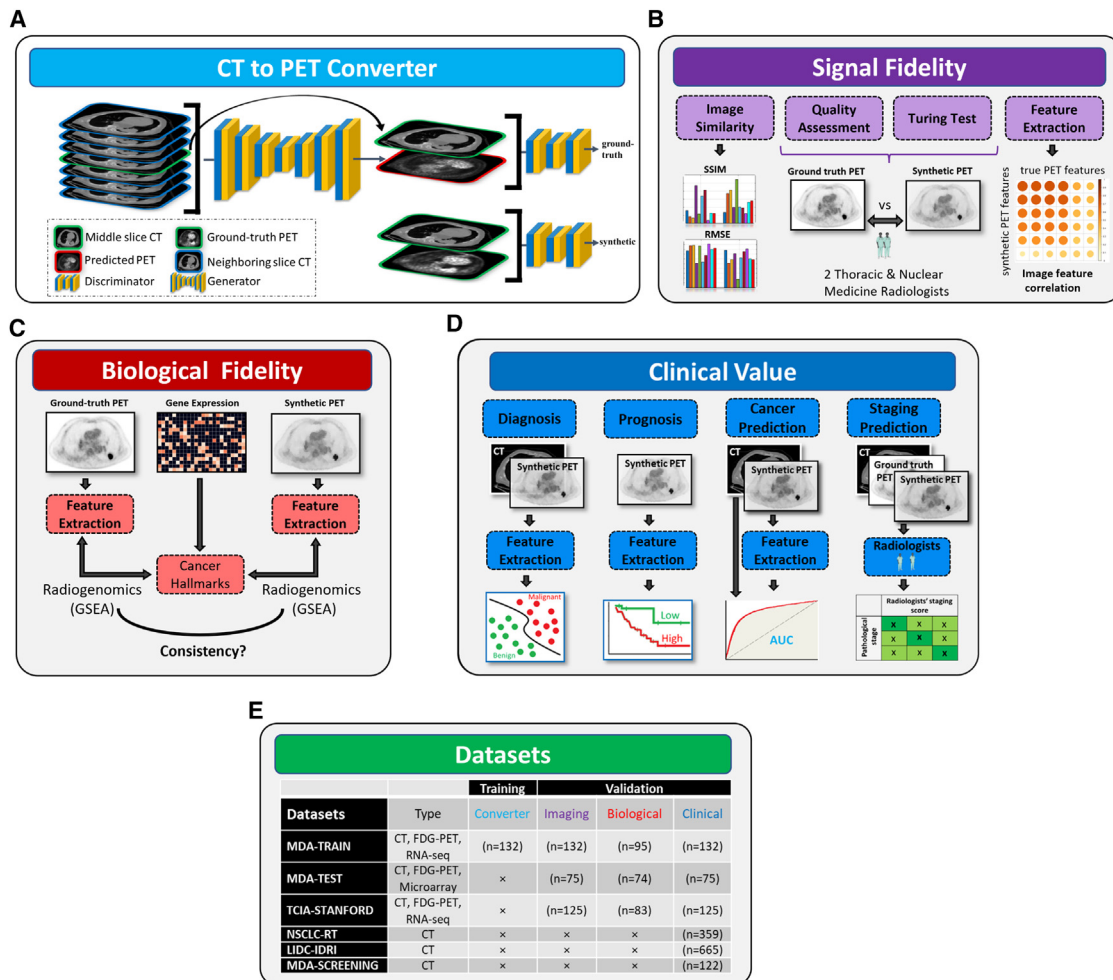 A
CT to PET Converter
ground-
truth
synthetic
Middle slice CT
Ground-truth PET
Predicted PET
Neighboring slice CT
Discriminator
Generator
B
Signal Fidelity
Image
Similarity
Quality
Assessment
Turing Test
Feature
Extraction
SSIM
RMSE
Ground truth PET
Synthetic PET
VS
2 Thoracic & Nuclear
Medicine Radiologists
true PET features
synthetic PET features
Image feature
correlation
C
Biological Fidelity
Ground-truth PET
Gene Expression
Synthetic PET
Feature
Extraction
Feature
Extraction
Cancer
Hallmarks
Radiogenomics
(GSEA)
Radiogenomics
(GSEA)
Consistency?
D
Clinical Value
Diagnosis
Prognosis
Cancer
Prediction
Staging
Prediction
CT
Synthetic PET
Synthetic PET
CT
Synthetic PET
CT
Ground truth
PET
Synthetic PET
Feature
Extraction
Feature
Extraction
Feature
Extraction
Radiologists
Malignant
Benign
Low
High
AUC
Radiologists' staging
score
Pathological
stage
X X X
X X X
X X X
E
Datasets
Training Validation
Datasets Type Converter Imaging Biological Clinical
MDA-TRAIN CT, FDG-PET, RNA-seq (n=132) (n=132) (n=95) (n=132)
MDA-TEST CT, FDG-PET, Microarray × (n=75) (n=74) (n=75)
TCIA-STANFORD CT, FDG-PET, RNA-seq × (n=125) (n=83) (n=125)
NSCLC-RT CT × × × (n=359)
LIDC-IDRI CT × × × (n=665)
MDA-SCREENING CT × × × (n=122)